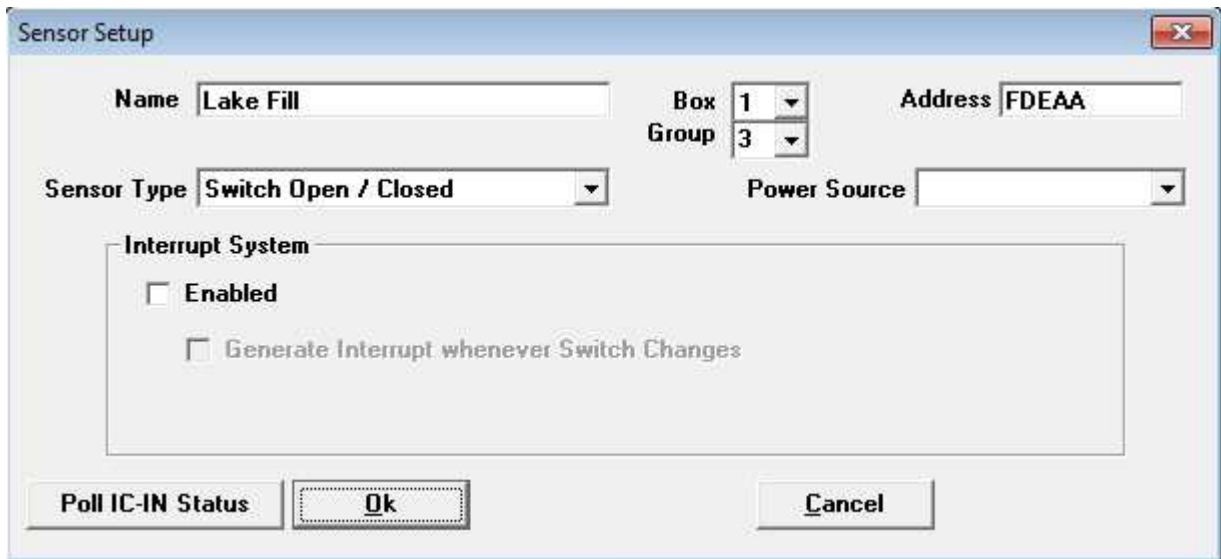 Sensor Setup
Name Lake Fill Box 1 Address FDEAA
Group 3
Sensor Type Switch Open / Closed Power Source
Interrupt System
Enabled
Generate Interrupt whenever Switch Changes
Poll IC-IN Status Ok Cancel